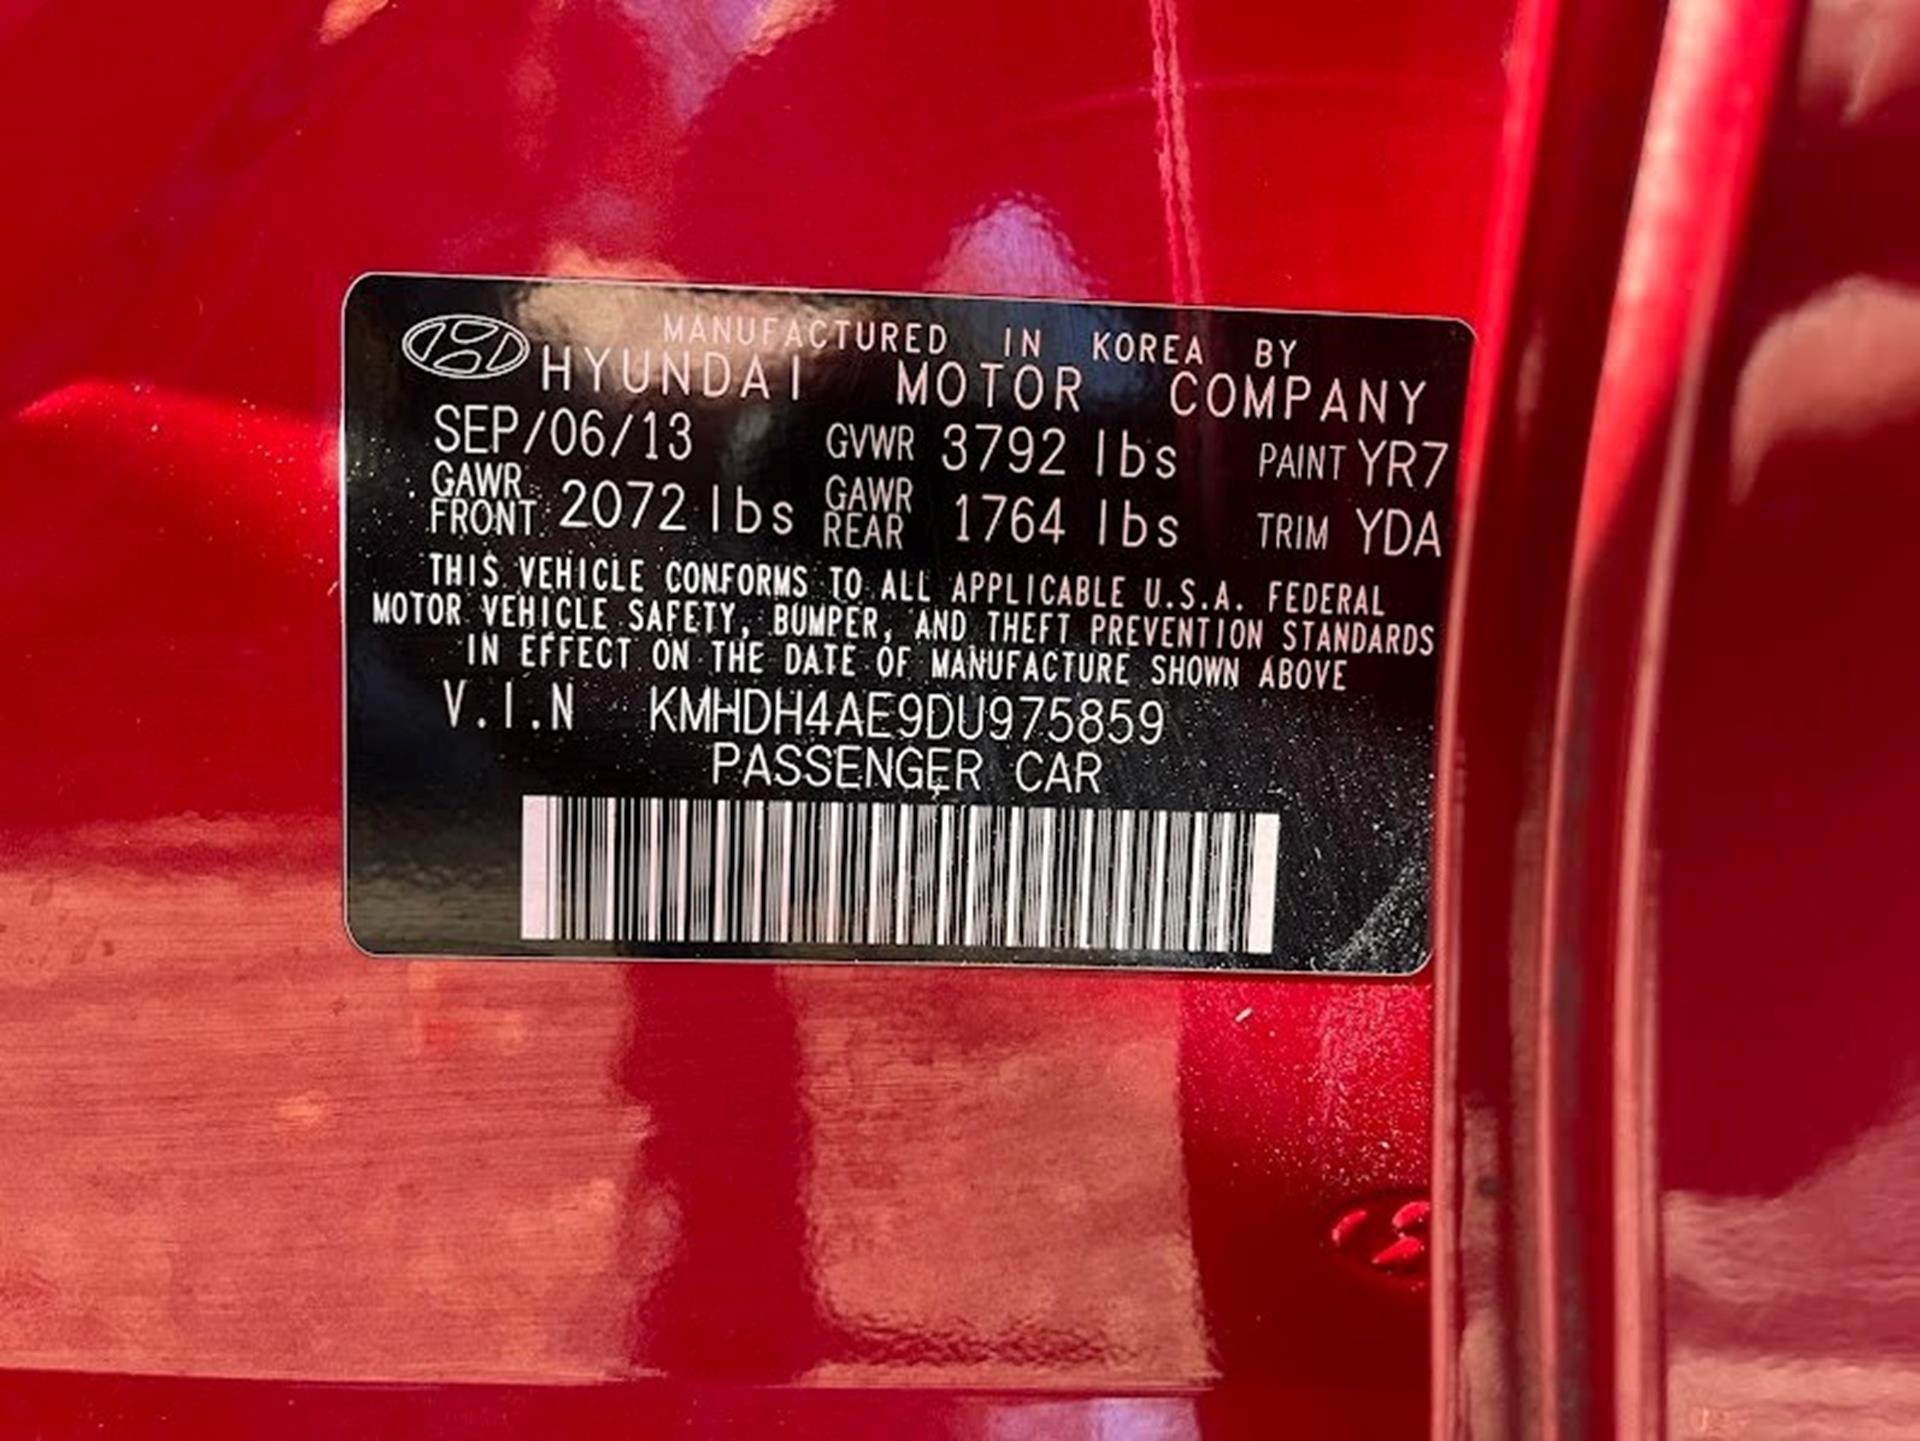 MANUFACTURED IN KOREA BY
HYUNDAI MOTOR COMPANY
SEP/06/13 GVWR 3792 lbs PAINT YR7
GAWR FRONT 2072 lbs GAWR REAR 1764 lbs TRIM YDA
THIS VEHICLE CONFORMS TO ALL APPLICABLE U.S.A. FEDERAL
MOTOR VEHICLE SAFETY, BUMPER, AND THEFT PREVENTION STANDARDS
IN EFFECT ON THE DATE OF MANUFACTURE SHOWN ABOVE
V.I.N KMHDH4AE9DU975859
PASSENGER CAR